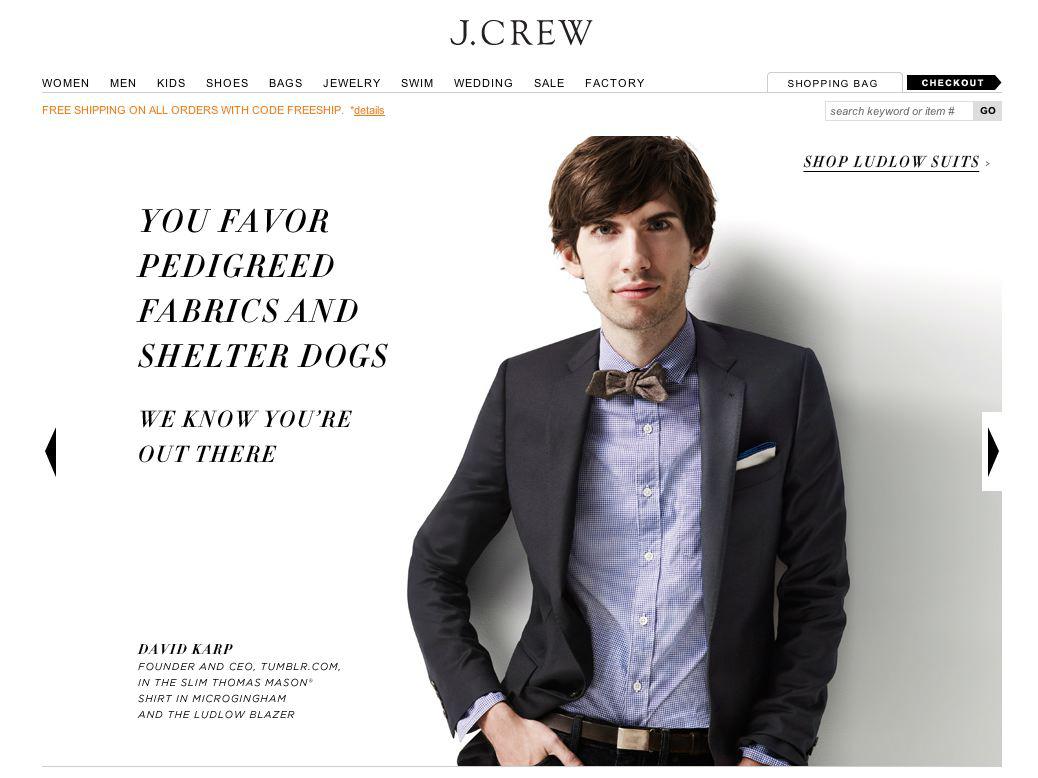 J.CREW
WOMEN MEN KIDS SHOES BAGS JEWELRY SWIM WEDDING SALE FACTORY SHOPPING BAG CHECKOUT
FREE SHIPPING ON ALL ORDERS WITH CODE FREESHIP. *details search keyword or item # GO
SHOP LUDLOW SUITS >
YOU FAVOR
PEDIGREED
FABRICS AND
SHELTER DOGS
WE KNOW YOU'RE
OUT THERE
DAVID KARP
FOUNDER AND CEO, TUMBLR.COM,
IN THE SLIM THOMAS MASON®
SHIRT IN MICROGINGHAM
AND THE LUDLOW BLAZER